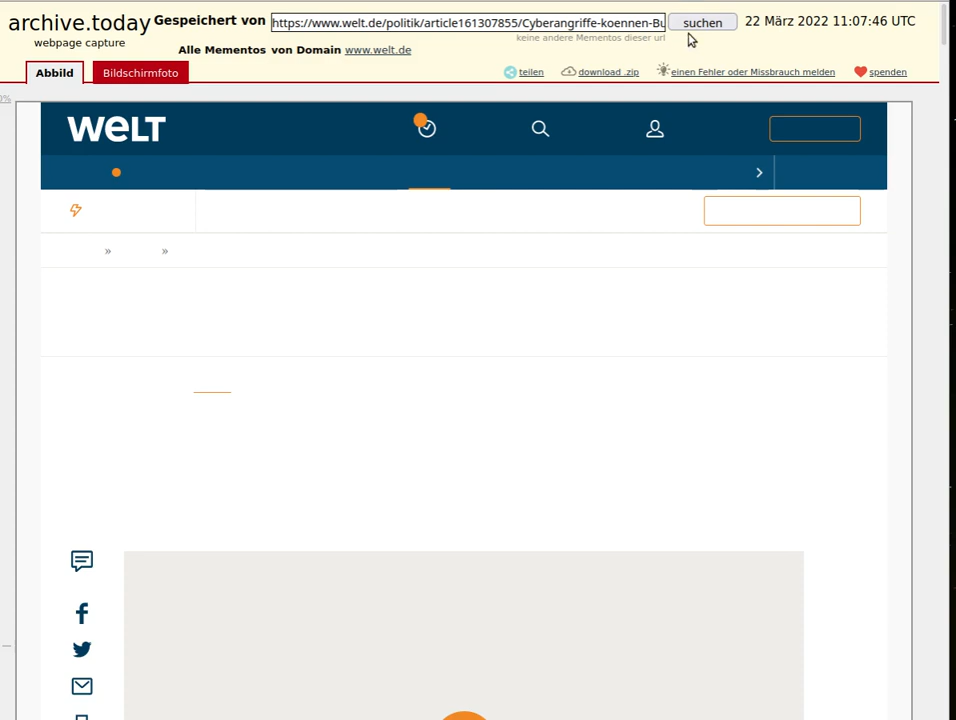 archive.today
webpage capture
Gespeichert von https://www.welt.de/politik/article161307855/Cyberangriffe-koennen-Bu suchen 22 März 2022 11:07:46 UTC
keine andere Mementos dieser url
Alle Mementos von Domain www.welt.de
Abbild Bildschirmfoto teilen download .zip einen Fehler oder Missbrauch melden spenden
0%
WELT
» »